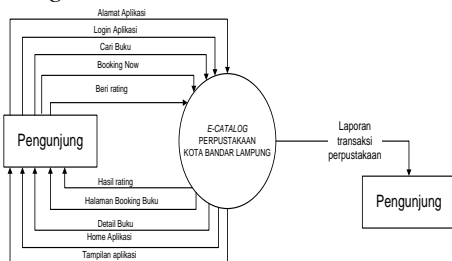 Alamat Aplikasi
Login Aplikasi
Cari Buku
Booking Now
Beri rating
Pengunjung
E-CATALOG
PERPUSTAKAAN
KOTA BANDAR LAMPUNG
Laporan
transaksi
perpustakaan
Pengunjung
Hasil rating
Halaman Booking Buku
Detail Buku
Home Aplikasi
Tampilan aplikasi